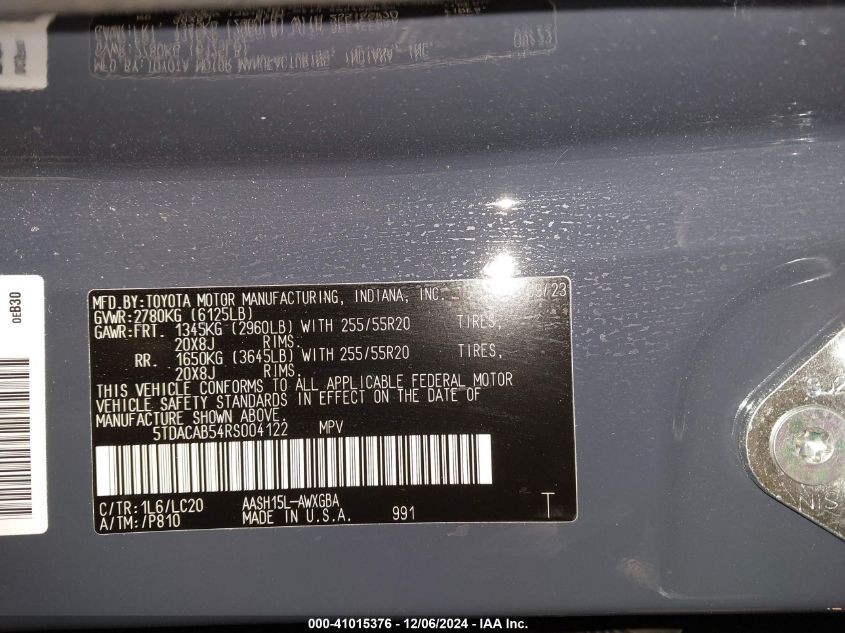 MFD.BY:TOYOTA MOTOR MANUFACTURING, INDIANA, INC. 09/23
GVWR:2780KG (6125LB)
GAWR:FRT. 1345KG (2960LB) WITH 255/55R20 TIRES,
20X8J RIMS.
RR. 1650KG (3645LB) WITH 255/55R20 TIRES,
20X8J RIMS.
THIS VEHICLE CONFORMS TO ALL APPLICABLE FEDERAL MOTOR
VEHICLE SAFETY STANDARDS IN EFFECT ON THE DATE OF
MANUFACTURE SHOWN ABOVE.
5TDACAB54RS004122 MPV
C/TR:1L6/LC20 AASH15L-AWXGBA
A/TM:/P810 MADE IN U.S.A. 991 T
0EB30
NIS
000-41015376 - 12/06/2024 - IAA Inc.